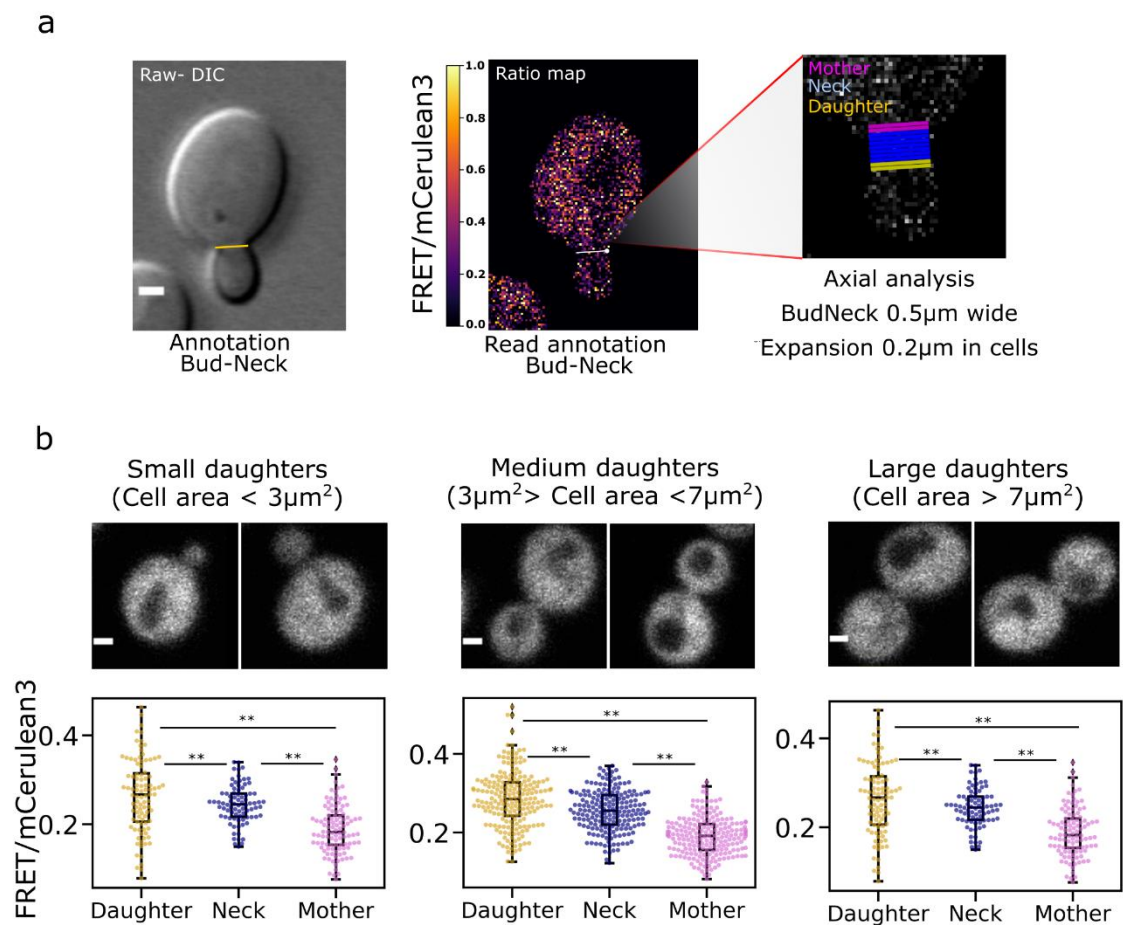 a
Raw- DIC
Annotation
Bud-Neck
FRET/mCerulean3
1.0
0.8
0.6
0.4
0.2
0.0
Ratio map
Read annotation
Bud-Neck
Mother
Neck
Daughter
Axial analysis
BudNeck 0.5µm wide
Expansion 0.2µm in cells
b
Small daughters
(Cell area < 3µm²)
Medium daughters
(3µm²> Cell area <7µm²)
Large daughters
(Cell area > 7µm²)
FRET/mCerulean3
0.4
0.2
**
**
**
Daughter
Neck
Mother
0.4
0.2
**
**
**
Daughter
Neck
Mother
0.4
0.2
**
**
**
Daughter
Neck
Mother